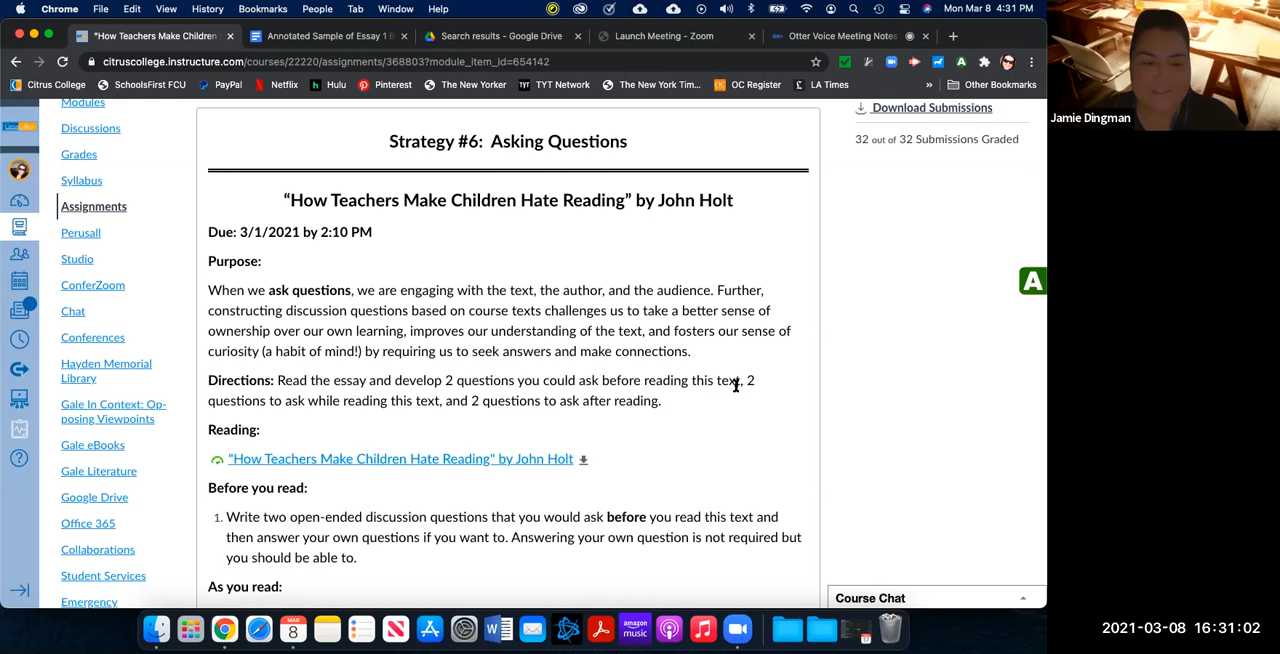 Chrome File Edit View History Bookmarks People Tab Window Help Mon Mar 8 4:31 PM
"How Teachers Make Children Annotated Sample of Essay 1 Search results - Google Drive Launch Meeting - Zoom Otter Voice Meeting Notes
citruscollege.instructure.com/courses/22220/assignments/368803?module_item_id=654142
Citrus College SchoolsFirst FCU PayPal Netflix Hulu Pinterest The New Yorker TYT Network The New York Tim... OC Register LA Times » Other Bookmarks
Modules
Discussions
Grades
Syllabus
Assignments
Perusall
Studio
ConferZoom
Chat
Conferences
Hayden Memorial
Library
Gale In Context: Op-
posing Viewpoints
Gale eBooks
Gale Literature
Google Drive
Office 365
Collaborations
Student Services
Emergency
Strategy #6: Asking Questions
“How Teachers Make Children Hate Reading” by John Holt
Due: 3/1/2021 by 2:10 PM
Purpose:
When we ask questions, we are engaging with the text, the author, and the audience. Further,
constructing discussion questions based on course texts challenges us to take a better sense of
ownership over our own learning, improves our understanding of the text, and fosters our sense of
curiosity (a habit of mind!) by requiring us to seek answers and make connections.
Directions: Read the essay and develop 2 questions you could ask before reading this text, 2
questions to ask while reading this text, and 2 questions to ask after reading.
Reading:
"How Teachers Make Children Hate Reading" by John Holt
Before you read:
1. Write two open-ended discussion questions that you would ask before you read this text and
then answer your own questions if you want to. Answering your own question is not required but
you should be able to.
As you read:
Download Submissions
32 out of 32 Submissions Graded
A
Course Chat
Jamie Dingman
MAR
8
amazon
music
2021-03-08 16:31:02